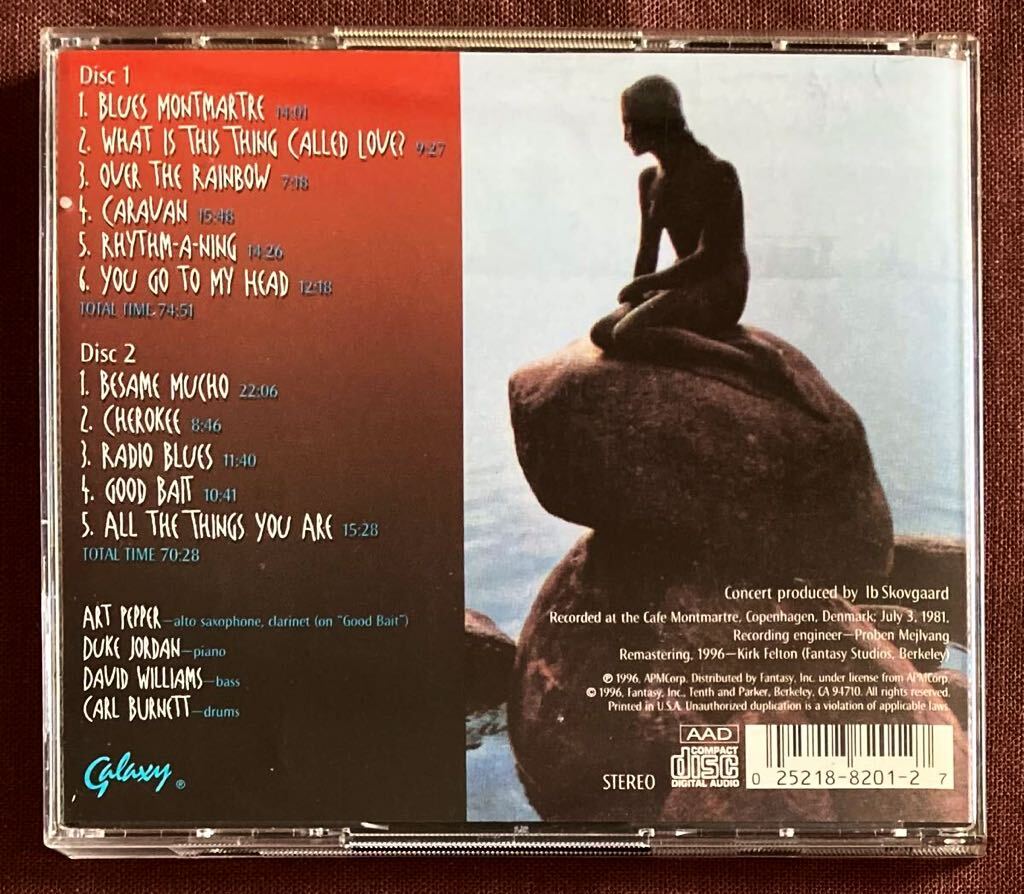 Disc 1
1. BLUES MONTMARTRE 14:01
2. WHAT IS THIS THING CALLED LOVE? 9:27
3. OVER THE RAINBOW 7:18
4. CARAVAN 15:48
5. RHYTHM-A-NING 14:26
6. YOU GO TO MY HEAD 12:18
TOTAL TIME 74:51
Disc 2
1. BESAME MUCHO 22:06
2. CHEROKEE 8:46
3. RADIO BLUES 11:40
4. GOOD BAIT 10:41
5. ALL THE THINGS YOU ARE 15:28
TOTAL TIME 70:28
ART PEPPER—alto saxophone, clarinet (on "Good Bait")
DUKE JORDAN—piano
DAVID WILLIAMS—bass
CARL BURNETT—drums
Galaxy ®
Concert produced by Ib Skovgaard
Recorded at the Cafe Montmartre, Copenhagen, Denmark; July 3, 1981.
Recording engineer—Proben Mejlvang
Remastering, 1996—Kirk Felton (Fantasy Studios, Berkeley)
℗ 1996, APMCorp. Distributed by Fantasy, Inc. under license from APMCorp.
© 1996, Fantasy, Inc., Tenth and Parker, Berkeley, CA 94710. All rights reserved.
Printed in U.S.A. Unauthorized duplication is a violation of applicable laws.
STEREO
AAD
COMPACT
disc
DIGITAL AUDIO
0 25218-8201-2 7